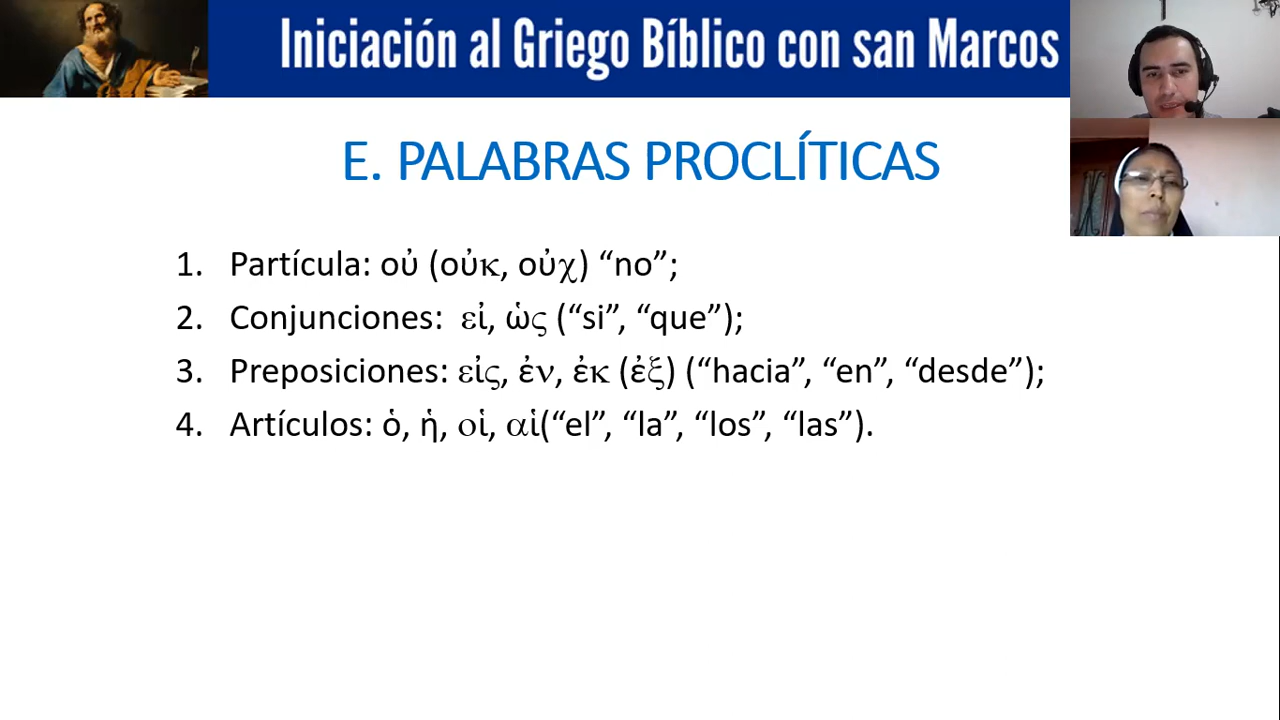 Iniciación al Griego Bíblico con san Marcos
E. PALABRAS PROCLÍTICAS
1. Partícula: οὐ (οὐκ, οὐχ) “no”;
2. Conjunciones: εἰ, ὡς (“si”, “que”);
3. Preposiciones: εἰς, ἐν, ἐκ (ἐξ) (“hacia”, “en”, “desde”);
4. Artículos: ὁ, ἡ, οἱ, αἱ(“el”, “la”, “los”, “las”).